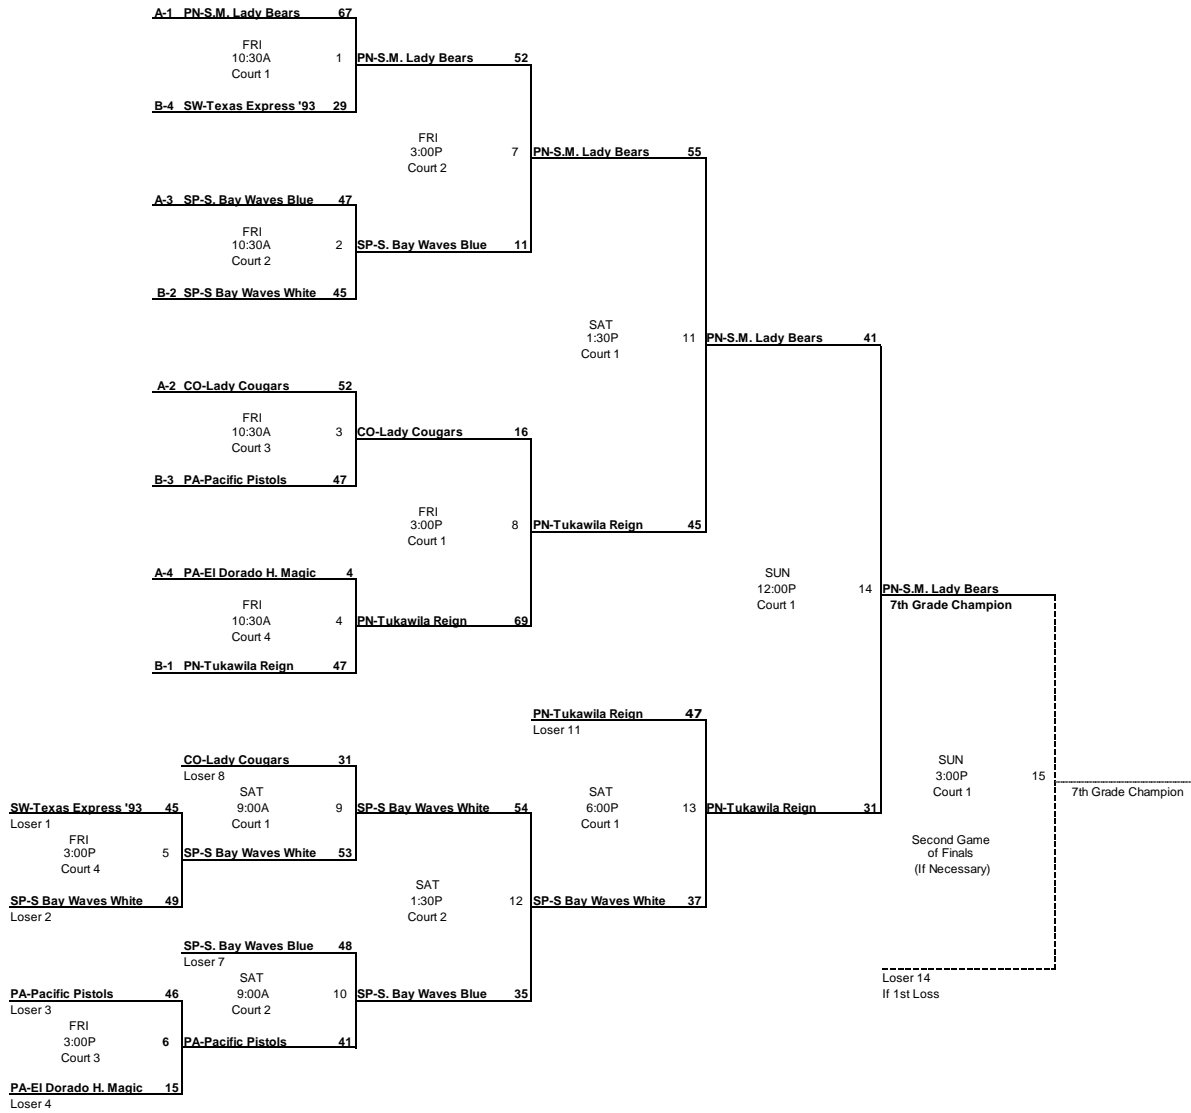 A-1 PN-S.M. Lady Bears 67
FRI
10:30A 1 PN-S.M. Lady Bears 52
Court 1
B-4 SW-Texas Express '93 29
FRI
3:00P 7 PN-S.M. Lady Bears 55
Court 2
A-3 SP-S. Bay Waves Blue 47
FRI
10:30A 2 SP-S. Bay Waves Blue 11
Court 2
B-2 SP-S Bay Waves White 45
SAT
1:30P 11 PN-S.M. Lady Bears 41
Court 1
A-2 CO-Lady Cougars 52
FRI
10:30A 3 CO-Lady Cougars 16
Court 3
B-3 PA-Pacific Pistols 47
FRI
3:00P 8 PN-Tukawila Reign 45
Court 1
A-4 PA-El Dorado H. Magic 4
SUN
12:00P 14 PN-S.M. Lady Bears
Court 1 7th Grade Champion
FRI
10:30A 4 PN-Tukawila Reign 69
Court 4
B-1 PN-Tukawila Reign 47
PN-Tukawila Reign 47
Loser 11
CO-Lady Cougars 31
Loser 8
SUN
3:00P 15
Court 1 7th Grade Champion
SAT
9:00A 9 SP-S Bay Waves White 54
Court 1
SAT
6:00P 13 PN-Tukawila Reign 31
Court 1
SW-Texas Express '93 45
Loser 1
FRI
3:00P 5 SP-S Bay Waves White 53
Court 4
Second Game
of Finals
(If Necessary)
SAT
1:30P 12 SP-S Bay Waves White 37
Court 2
SP-S Bay Waves White 49
Loser 2
SP-S. Bay Waves Blue 48
Loser 7
SAT
9:00A 10 SP-S. Bay Waves Blue 35
Court 2
Loser 14
If 1st Loss
PA-Pacific Pistols 46
Loser 3
FRI
3:00P 6 PA-Pacific Pistols 41
Court 3
PA-El Dorado H. Magic 15
Loser 4